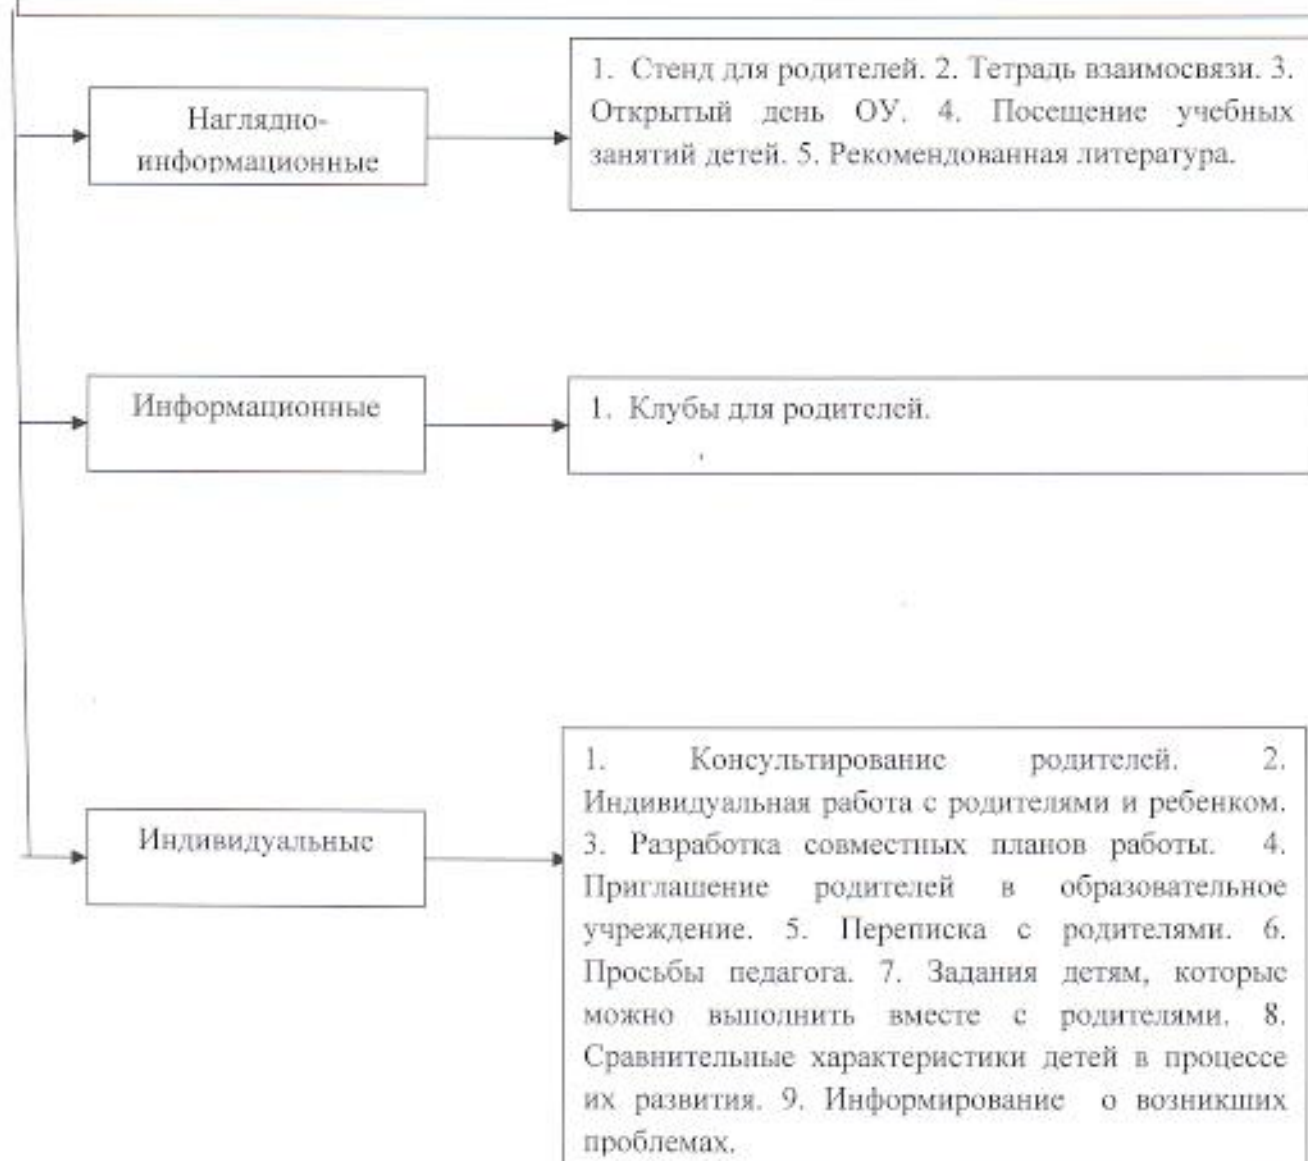 Наглядно-
информационные
1. Стенд для родителей. 2. Тетрадь взаимосвязи. 3.
Открытый день ОУ. 4. Посещение учебных
занятий детей. 5. Рекомендованная литература.
Информационные
1. Клубы для родителей.
Индивидуальные
1. Консультирование родителей. 2.
Индивидуальная работа с родителями и ребенком.
3. Разработка совместных планов работы. 4.
Приглашение родителей в образовательное
учреждение. 5. Переписка с родителями. 6.
Просьбы педагога. 7. Задания детям, которые
можно выполнить вместе с родителями. 8.
Сравнительные характеристики детей в процессе
их развития. 9. Информирование о возникших
проблемах.